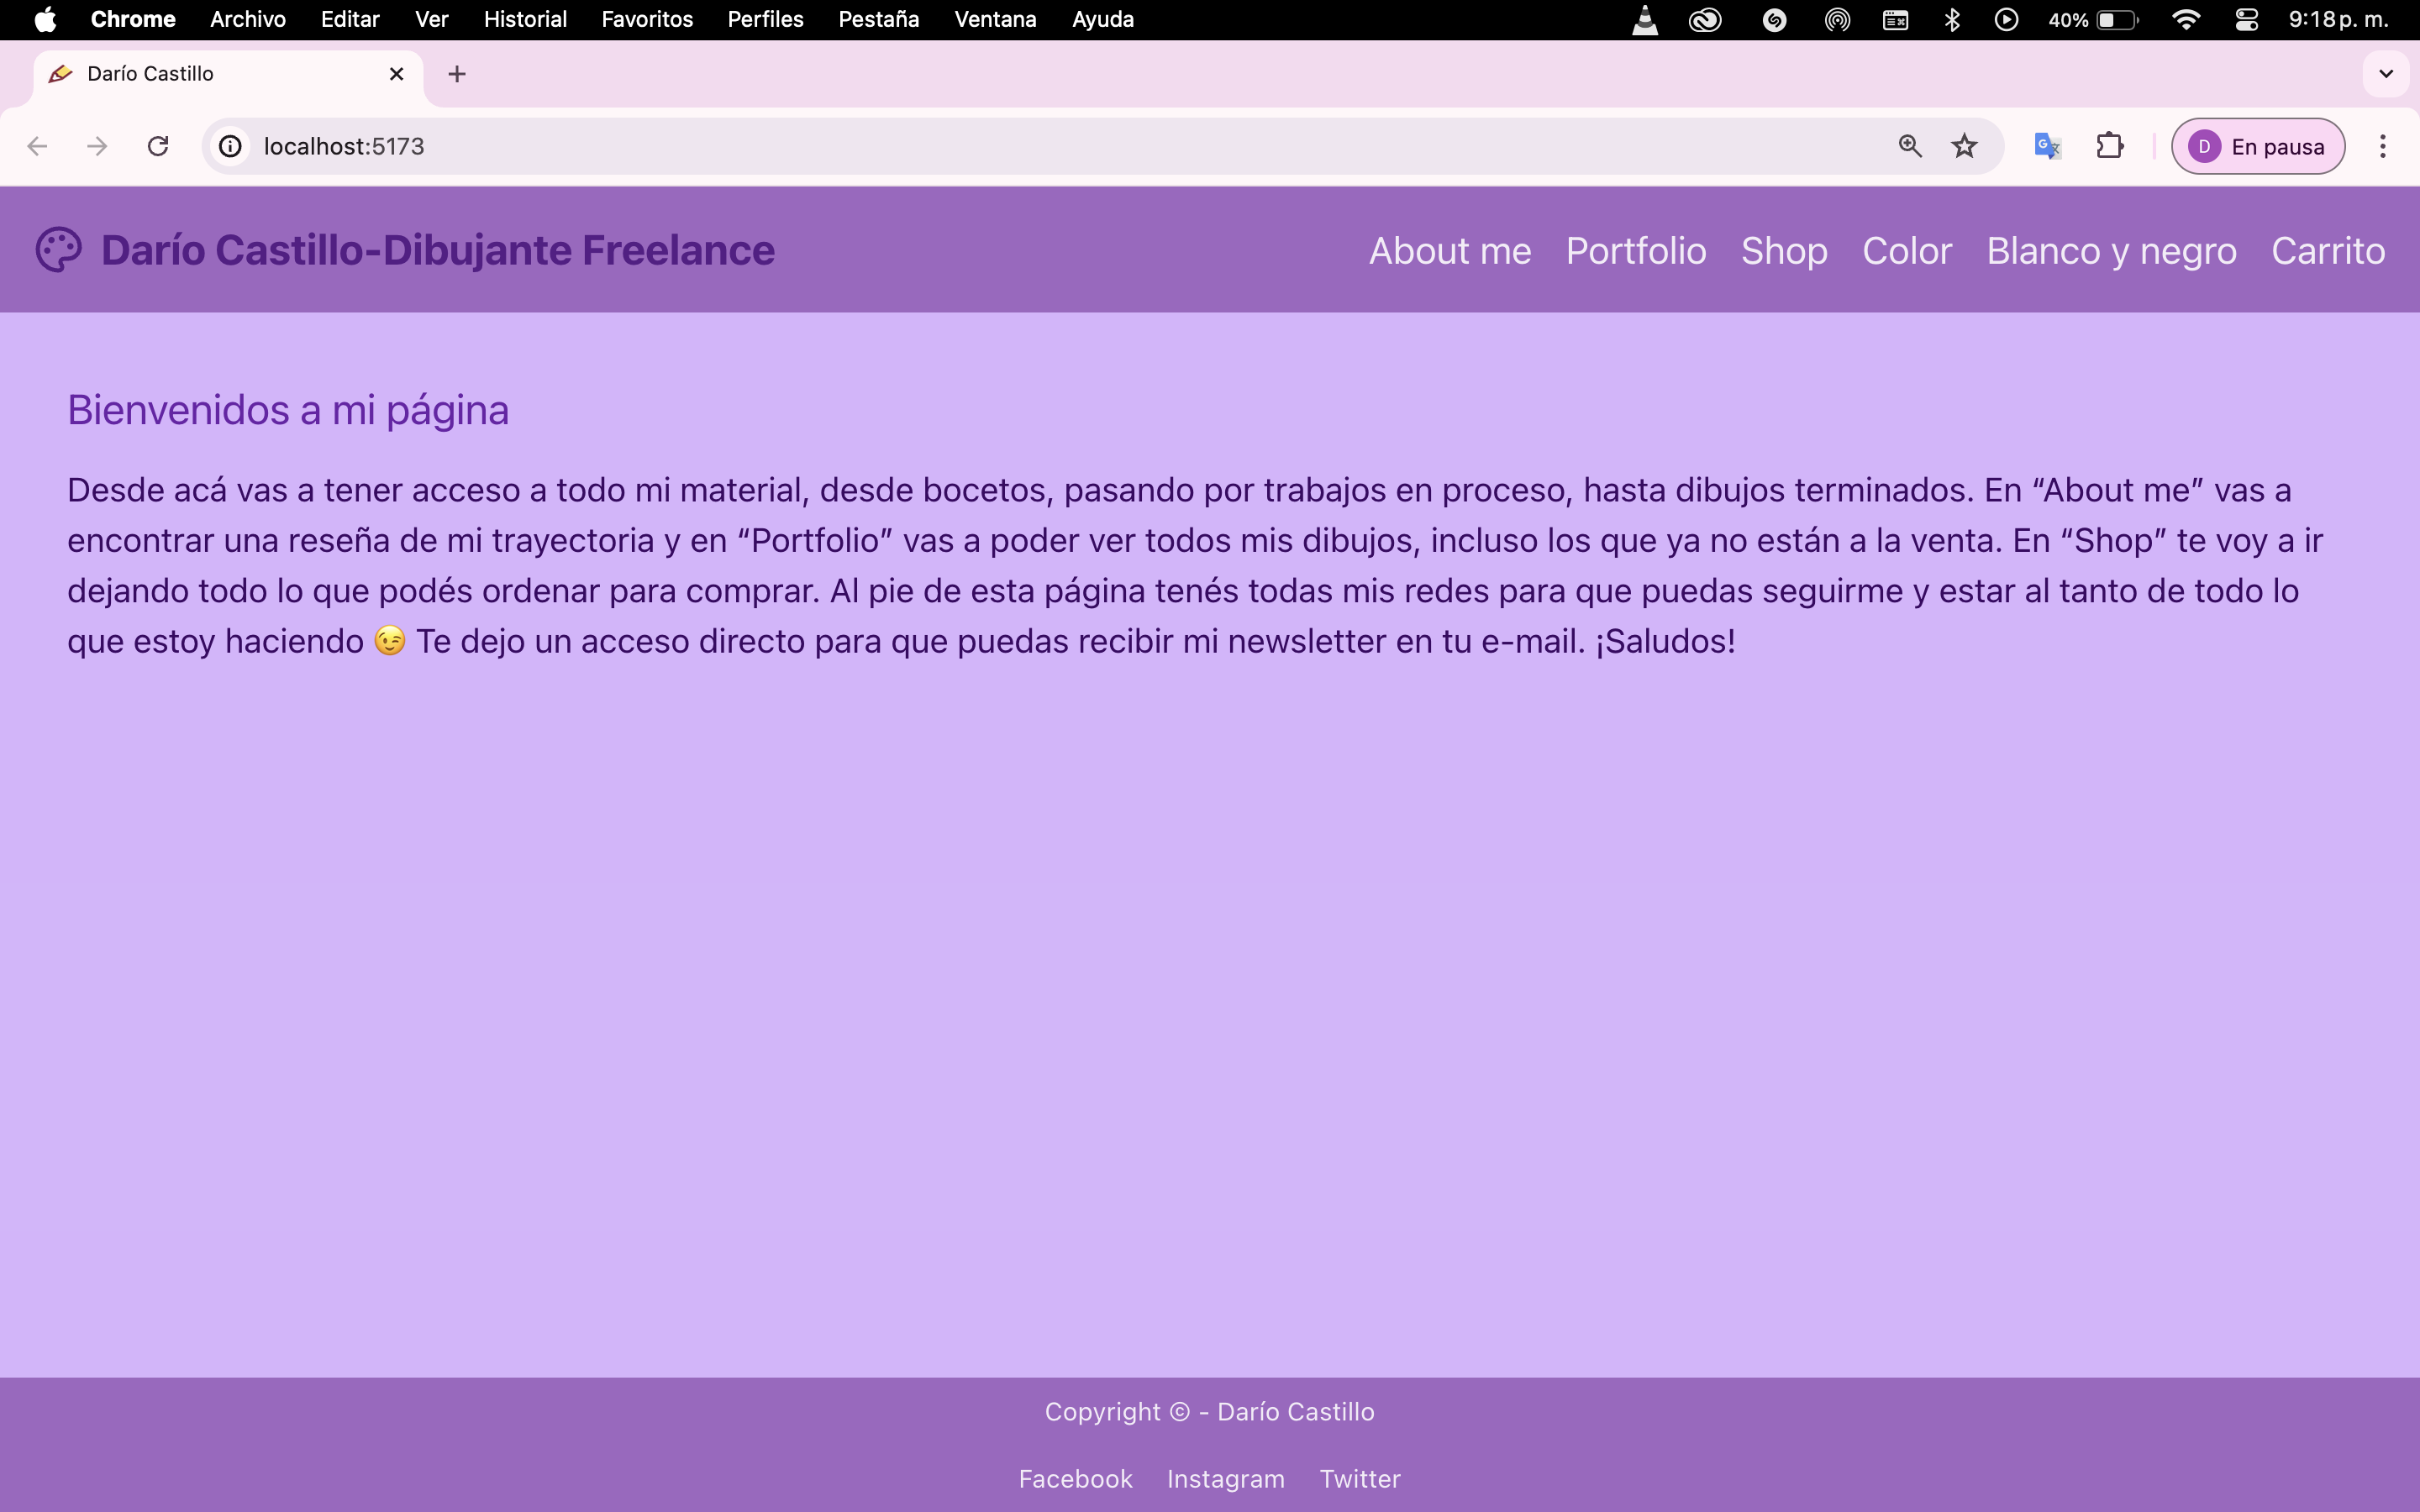 Chrome Archivo Editar Ver Historial Favoritos Perfiles Pestaña Ventana Ayuda 40% 9:18 p. m.
Darío Castillo
localhost:5173 D En pausa
Darío Castillo-Dibujante Freelance About me Portfolio Shop Color Blanco y negro Carrito
Bienvenidos a mi página
Desde acá vas a tener acceso a todo mi material, desde bocetos, pasando por trabajos en proceso, hasta dibujos terminados. En “About me” vas a
encontrar una reseña de mi trayectoria y en “Portfolio” vas a poder ver todos mis dibujos, incluso los que ya no están a la venta. En “Shop” te voy a ir
dejando todo lo que podés ordenar para comprar. Al pie de esta página tenés todas mis redes para que puedas seguirme y estar al tanto de todo lo
que estoy haciendo 😉 Te dejo un acceso directo para que puedas recibir mi newsletter en tu e-mail. ¡Saludos!
Copyright © - Darío Castillo
Facebook Instagram Twitter